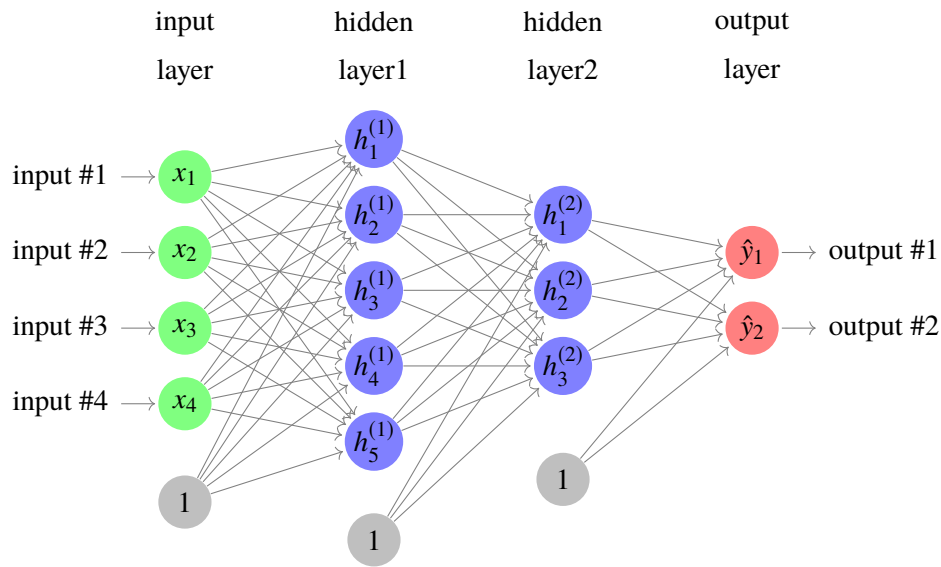 input hidden hidden output
layer layer1 layer2 layer
h₁⁽¹⁾
input #1 x₁
h₂⁽¹⁾ h₁⁽²⁾
input #2 x₂ ŷ₁ output #1
h₃⁽¹⁾ h₂⁽²⁾
input #3 x₃ ŷ₂ output #2
h₄⁽¹⁾ h₃⁽²⁾
input #4 x₄
h₅⁽¹⁾
1
1
1